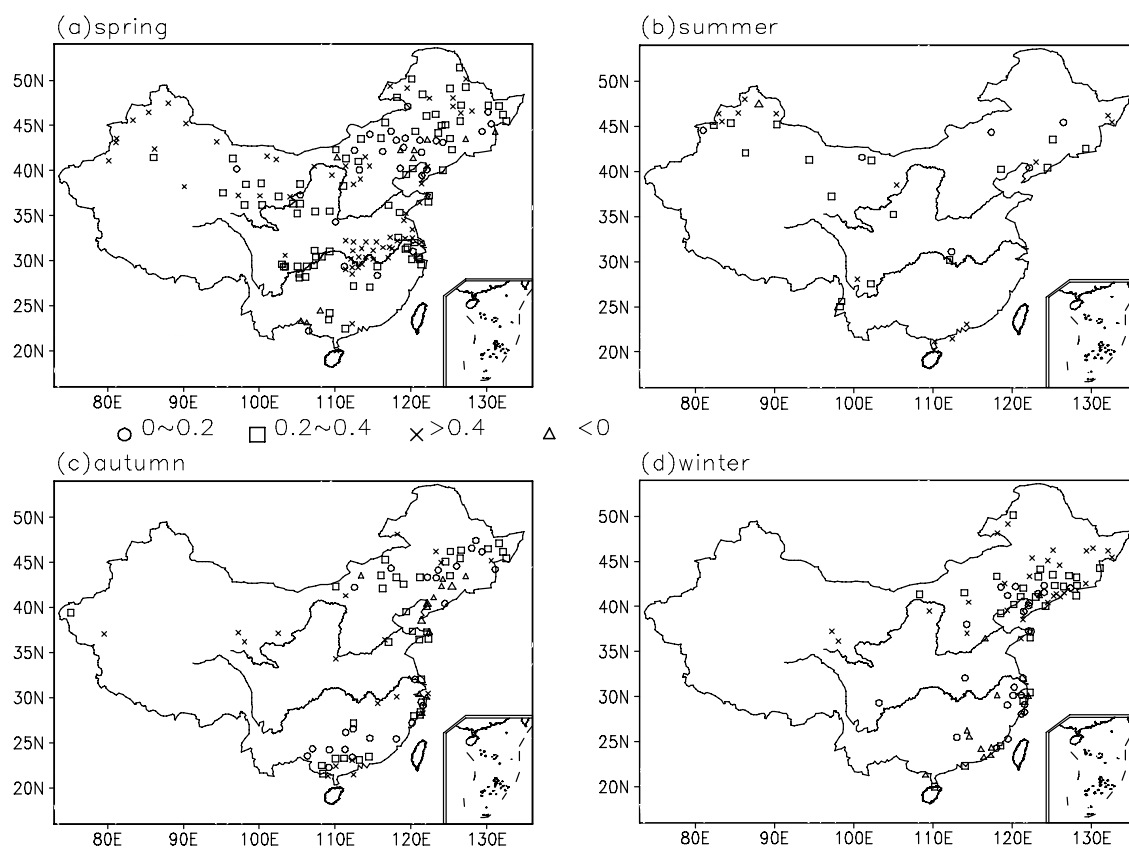 (a)spring
(b)summer
50N
45N
40N
35N
30N
25N
20N
80E 90E 100E 110E 120E 130E
50N
45N
40N
35N
30N
25N
20N
80E 90E 100E 110E 120E 130E
0~0.2 0.2~0.4 >0.4 <0
(c)autumn
(d)winter
50N
45N
40N
35N
30N
25N
20N
80E 90E 100E 110E 120E 130E
50N
45N
40N
35N
30N
25N
20N
80E 90E 100E 110E 120E 130E